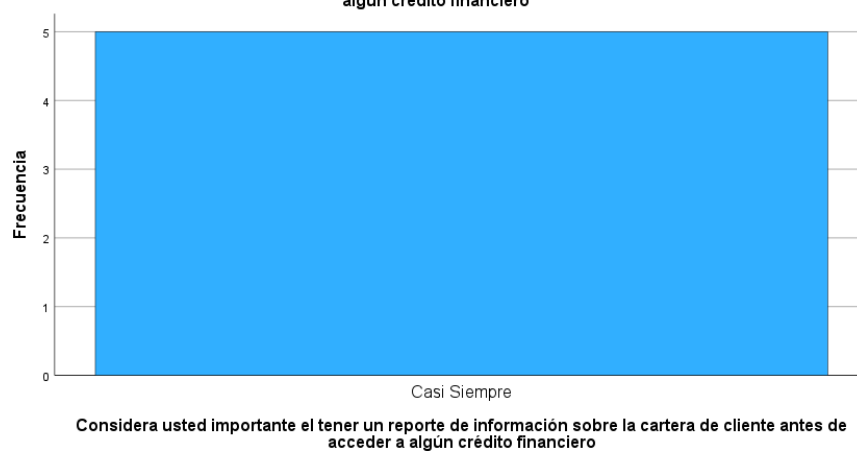 algún crédito financiero
5
4
3
2
1
0
Frecuencia
Casi Siempre
Considera usted importante el tener un reporte de información sobre la cartera de cliente antes de
acceder a algún crédito financiero